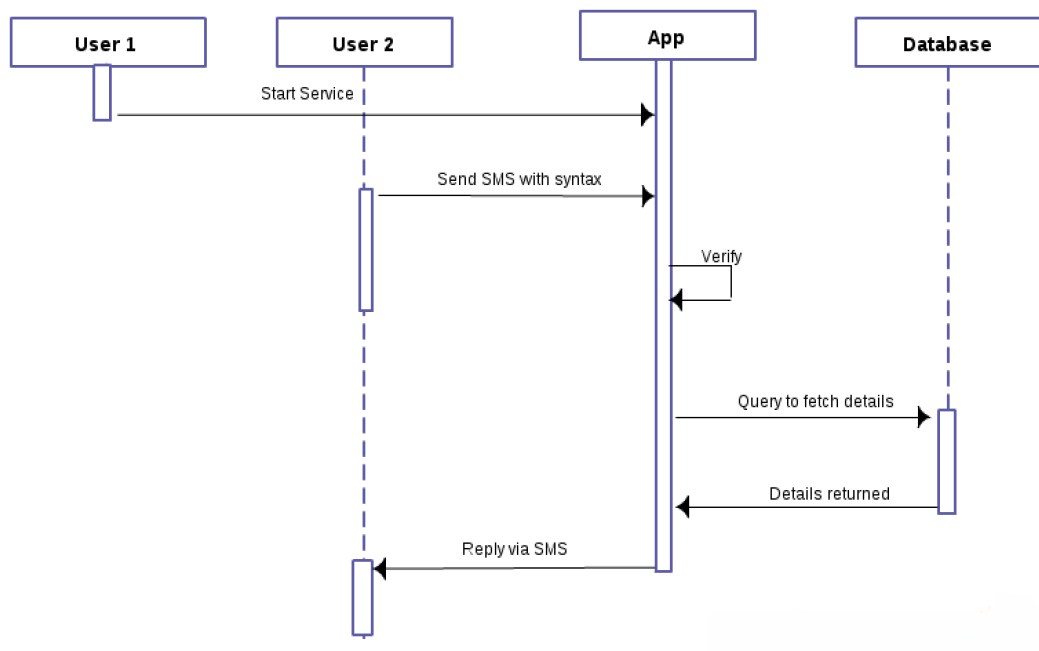 User 1
User 2
App
Database
Start Service
Send SMS with syntax
Verify
Query to fetch details
Details returned
Reply via SMS